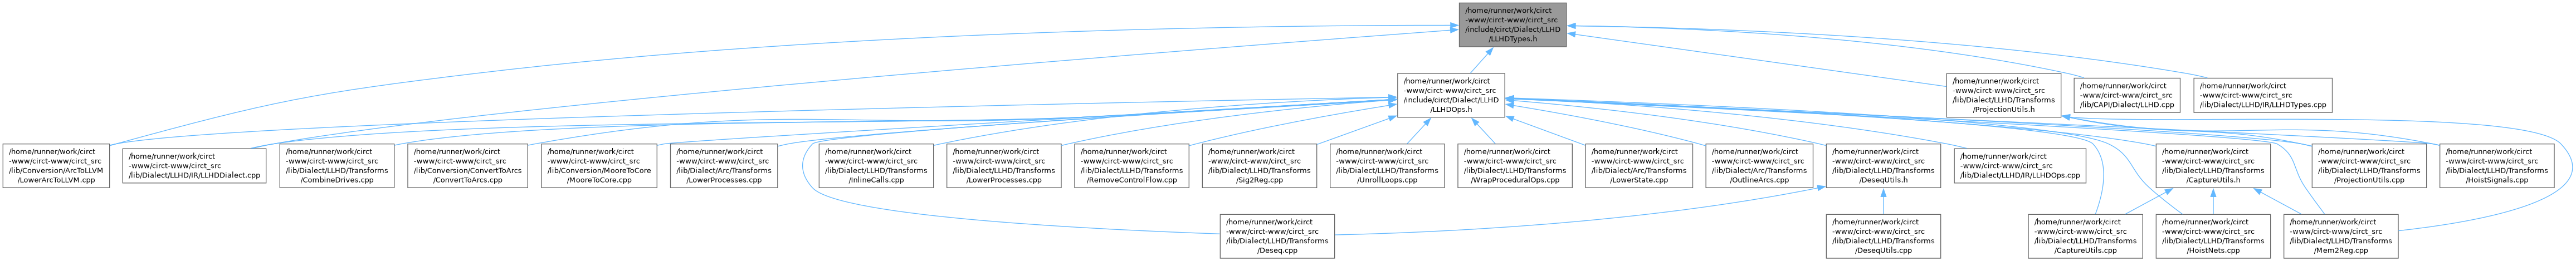 /home/runner/work/circt
-www/circt-www/circt_src
/include/circt/Dialect/LLHD
/LLHDTypes.h
/home/runner/work/circt
-www/circt-www/circt_src
/include/circt/Dialect/LLHD
/LLHDOps.h
/home/runner/work/circt
-www/circt-www/circt_src
/lib/Dialect/LLHD/Transforms
/ProjectionUtils.h
/home/runner/work/circt
-www/circt-www/circt_src
/lib/CAPI/Dialect/LLHD.cpp
/home/runner/work/circt
-www/circt-www/circt_src
/lib/Dialect/LLHD/IR/LLHDTypes.cpp
/home/runner/work/circt
-www/circt-www/circt_src
/lib/Conversion/ArcToLLVM
/LowerArcToLLVM.cpp
/home/runner/work/circt
-www/circt-www/circt_src
/lib/Dialect/LLHD/IR/LLHDDialect.cpp
/home/runner/work/circt
-www/circt-www/circt_src
/lib/Dialect/LLHD/Transforms
/CombineDrives.cpp
/home/runner/work/circt
-www/circt-www/circt_src
/lib/Conversion/ConvertToArcs
/ConvertToArcs.cpp
/home/runner/work/circt
-www/circt-www/circt_src
/lib/Conversion/MooreToCore
/MooreToCore.cpp
/home/runner/work/circt
-www/circt-www/circt_src
/lib/Dialect/Arc/Transforms
/LowerProcesses.cpp
/home/runner/work/circt
-www/circt-www/circt_src
/lib/Dialect/LLHD/Transforms
/InlineCalls.cpp
/home/runner/work/circt
-www/circt-www/circt_src
/lib/Dialect/LLHD/Transforms
/LowerProcesses.cpp
/home/runner/work/circt
-www/circt-www/circt_src
/lib/Dialect/LLHD/Transforms
/RemoveControlFlow.cpp
/home/runner/work/circt
-www/circt-www/circt_src
/lib/Dialect/LLHD/Transforms
/Sig2Reg.cpp
/home/runner/work/circt
-www/circt-www/circt_src
/lib/Dialect/LLHD/Transforms
/UnrollLoops.cpp
/home/runner/work/circt
-www/circt-www/circt_src
/lib/Dialect/LLHD/Transforms
/WrapProceduralOps.cpp
/home/runner/work/circt
-www/circt-www/circt_src
/lib/Dialect/Arc/Transforms
/LowerState.cpp
/home/runner/work/circt
-www/circt-www/circt_src
/lib/Dialect/Arc/Transforms
/OutlineArcs.cpp
/home/runner/work/circt
-www/circt-www/circt_src
/lib/Dialect/LLHD/Transforms
/DeseqUtils.h
/home/runner/work/circt
-www/circt-www/circt_src
/lib/Dialect/LLHD/IR/LLHDOps.cpp
/home/runner/work/circt
-www/circt-www/circt_src
/lib/Dialect/LLHD/Transforms
/CaptureUtils.h
/home/runner/work/circt
-www/circt-www/circt_src
/lib/Dialect/LLHD/Transforms
/ProjectionUtils.cpp
/home/runner/work/circt
-www/circt-www/circt_src
/lib/Dialect/LLHD/Transforms
/HoistSignals.cpp
/home/runner/work/circt
-www/circt-www/circt_src
/lib/Dialect/LLHD/Transforms
/Deseq.cpp
/home/runner/work/circt
-www/circt-www/circt_src
/lib/Dialect/LLHD/Transforms
/DeseqUtils.cpp
/home/runner/work/circt
-www/circt-www/circt_src
/lib/Dialect/LLHD/Transforms
/CaptureUtils.cpp
/home/runner/work/circt
-www/circt-www/circt_src
/lib/Dialect/LLHD/Transforms
/HoistNets.cpp
/home/runner/work/circt
-www/circt-www/circt_src
/lib/Dialect/LLHD/Transforms
/Mem2Reg.cpp